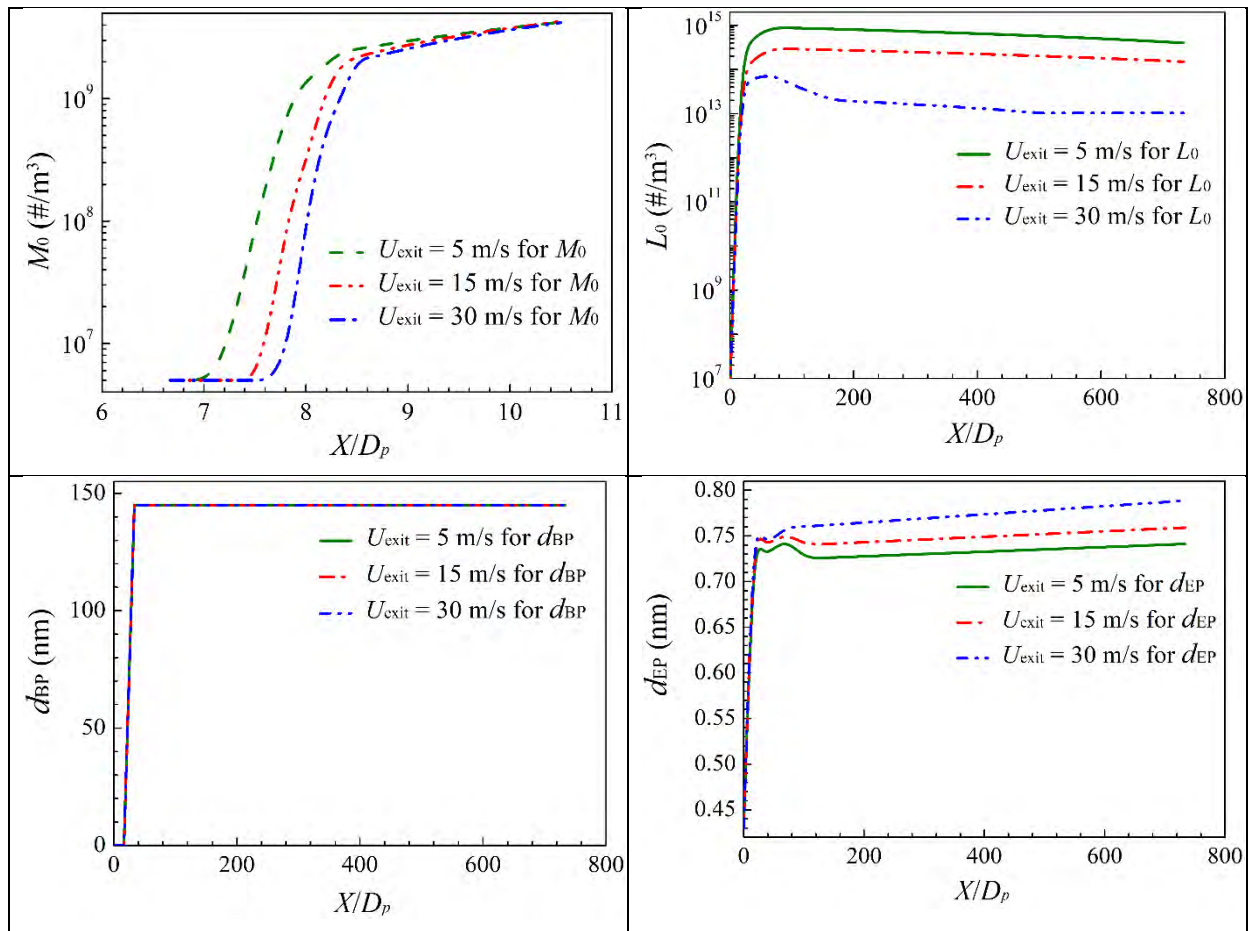 M0 (#/m3)
10^9
10^8
10^7
Uexit = 5 m/s for M0
Uexit = 15 m/s for M0
Uexit = 30 m/s for M0
6 7 8 9 10 11
X/Dp
L0 (#/m3)
10^15
10^13
10^11
10^9
10^7
Uexit = 5 m/s for L0
Uexit = 15 m/s for L0
Uexit = 30 m/s for L0
0 200 400 600 800
X/Dp
dBP (nm)
150
100
50
0
Uexit = 5 m/s for dBP
Uexit = 15 m/s for dBP
Uexit = 30 m/s for dBP
0 200 400 600 800
X/Dp
dEP (nm)
0.80
0.75
0.70
0.65
0.60
0.55
0.50
0.45
Uexit = 5 m/s for dEP
Uexit = 15 m/s for dEP
Uexit = 30 m/s for dEP
0 200 400 600 800
X/Dp